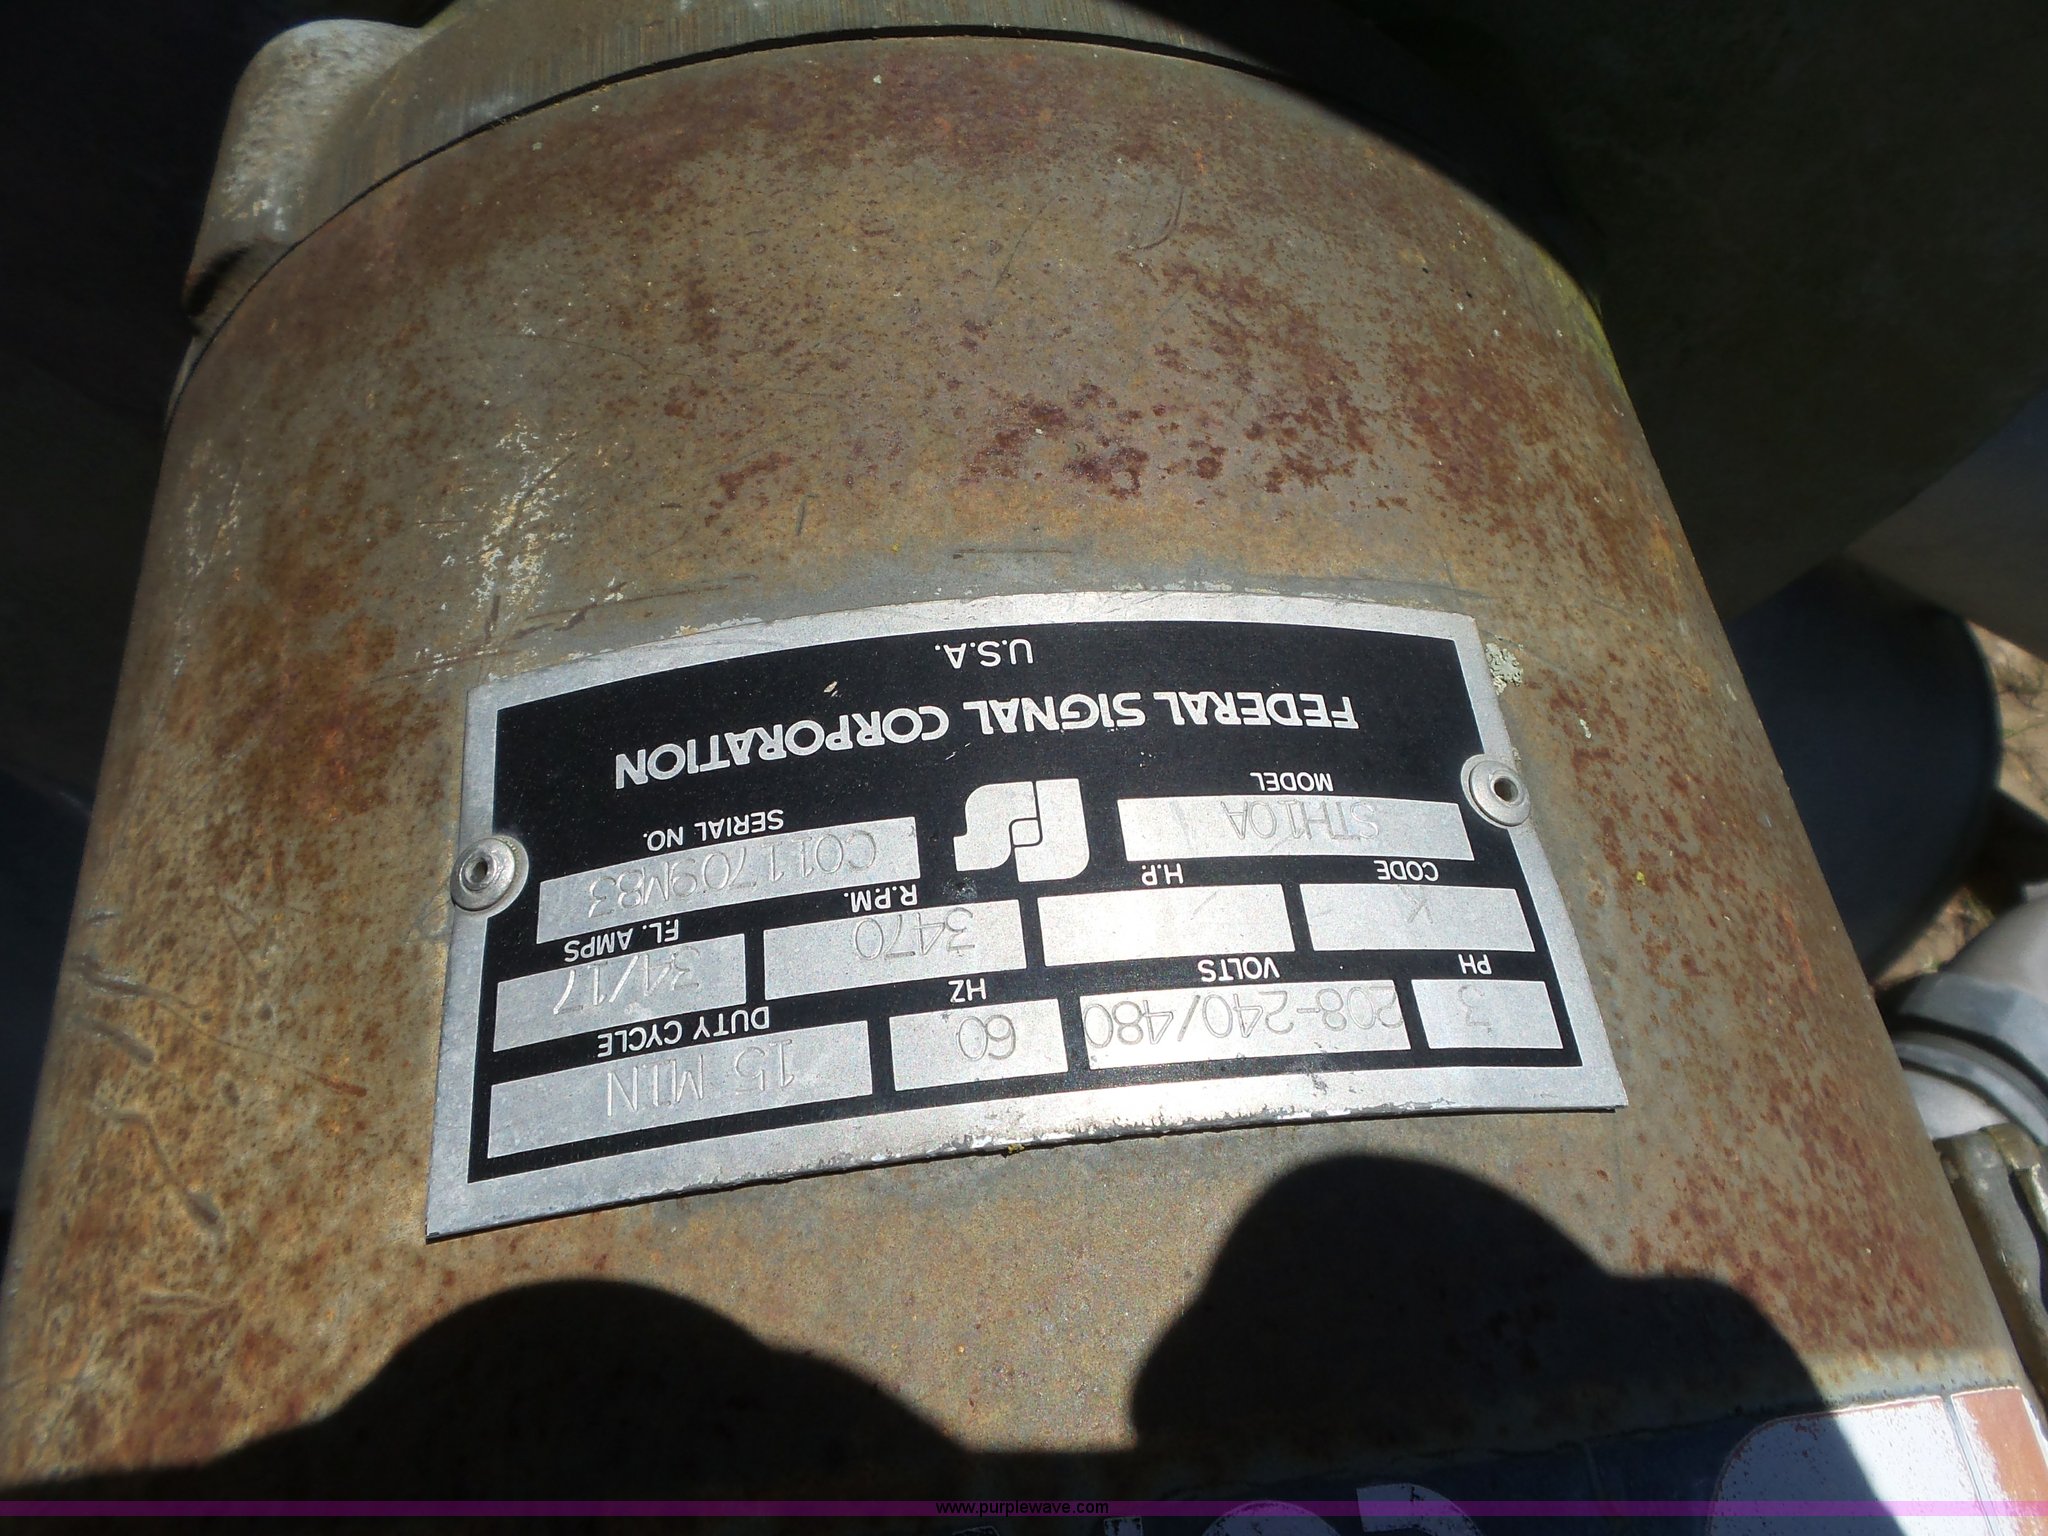 3 208-240/480 60 15 MIN
PH VOLTS HZ DUTY CYCLE
K 3470 34/17
CODE H.P. R.P.M. F.L. AMPS
STH10A C011709M83
MODEL SERIAL NO.
FEDERAL SIGNAL CORPORATION
U.S.A.
www.purplewave.com